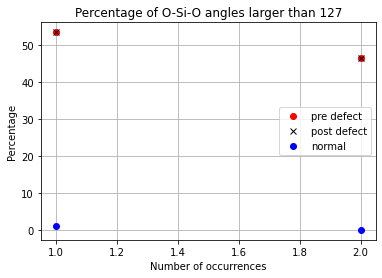 Percentage of O-Si-O angles larger than 127
50
40
30
20
10
0
Percentage
pre defect
post defect
normal
1.0 1.2 1.4 1.6 1.8 2.0
Number of occurrences